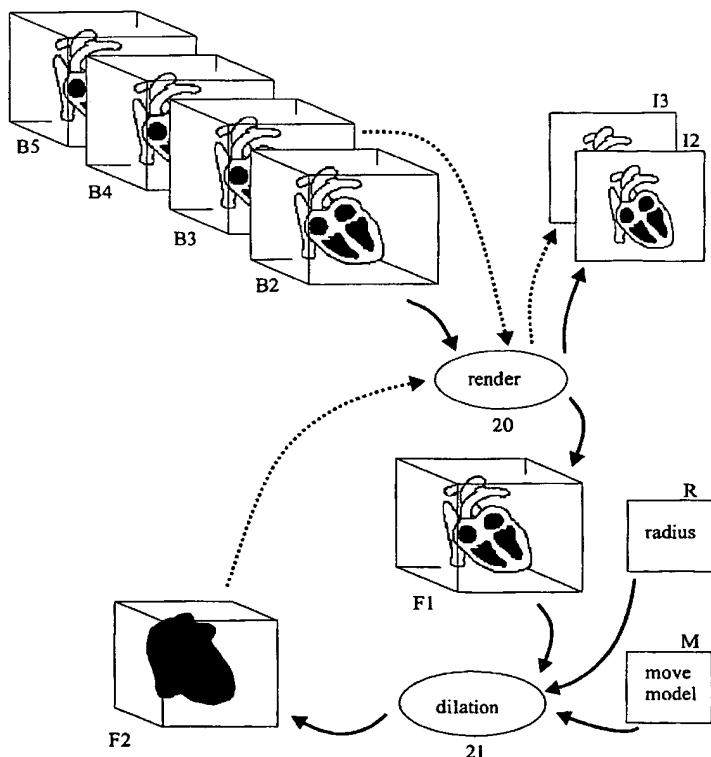 I3
I2
B5
B4
B3
B2
render
20
R
radius
F1
M
move
model
dilation
21
F2